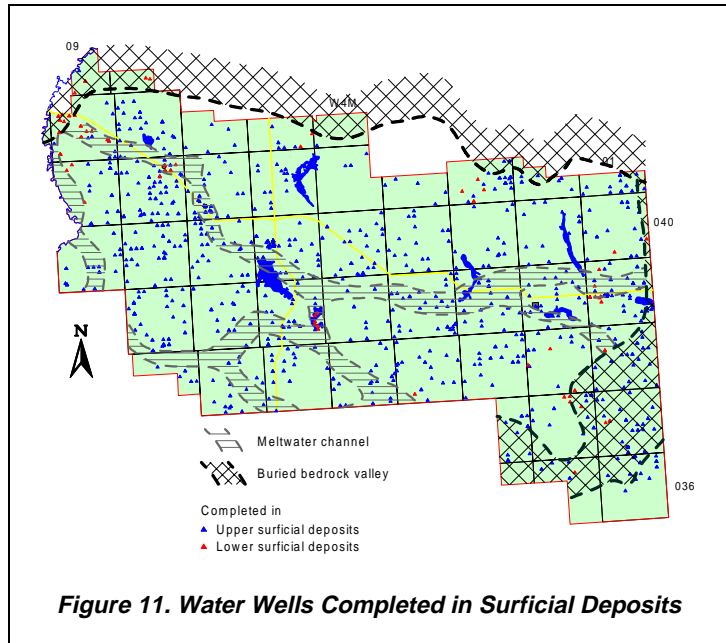 09
W4M
01
040
N
Meltwater channel
Buried bedrock valley
036
Completed in
Upper surficial deposits
Lower surficial deposits
Figure 11. Water Wells Completed in Surficial Deposits